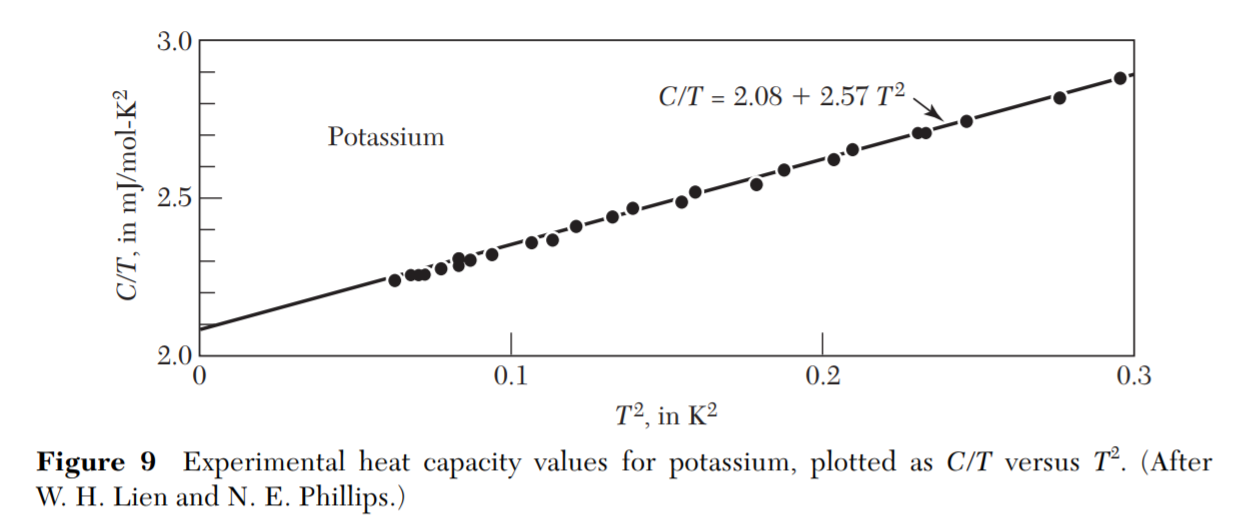 3.0
C/T = 2.08 + 2.57 T²
Potassium
C/T, in mJ/mol-K²
2.5
2.0
0
0.1
0.2
0.3
T², in K²
Figure 9 Experimental heat capacity values for potassium, plotted as C/T versus T². (After
W. H. Lien and N. E. Phillips.)